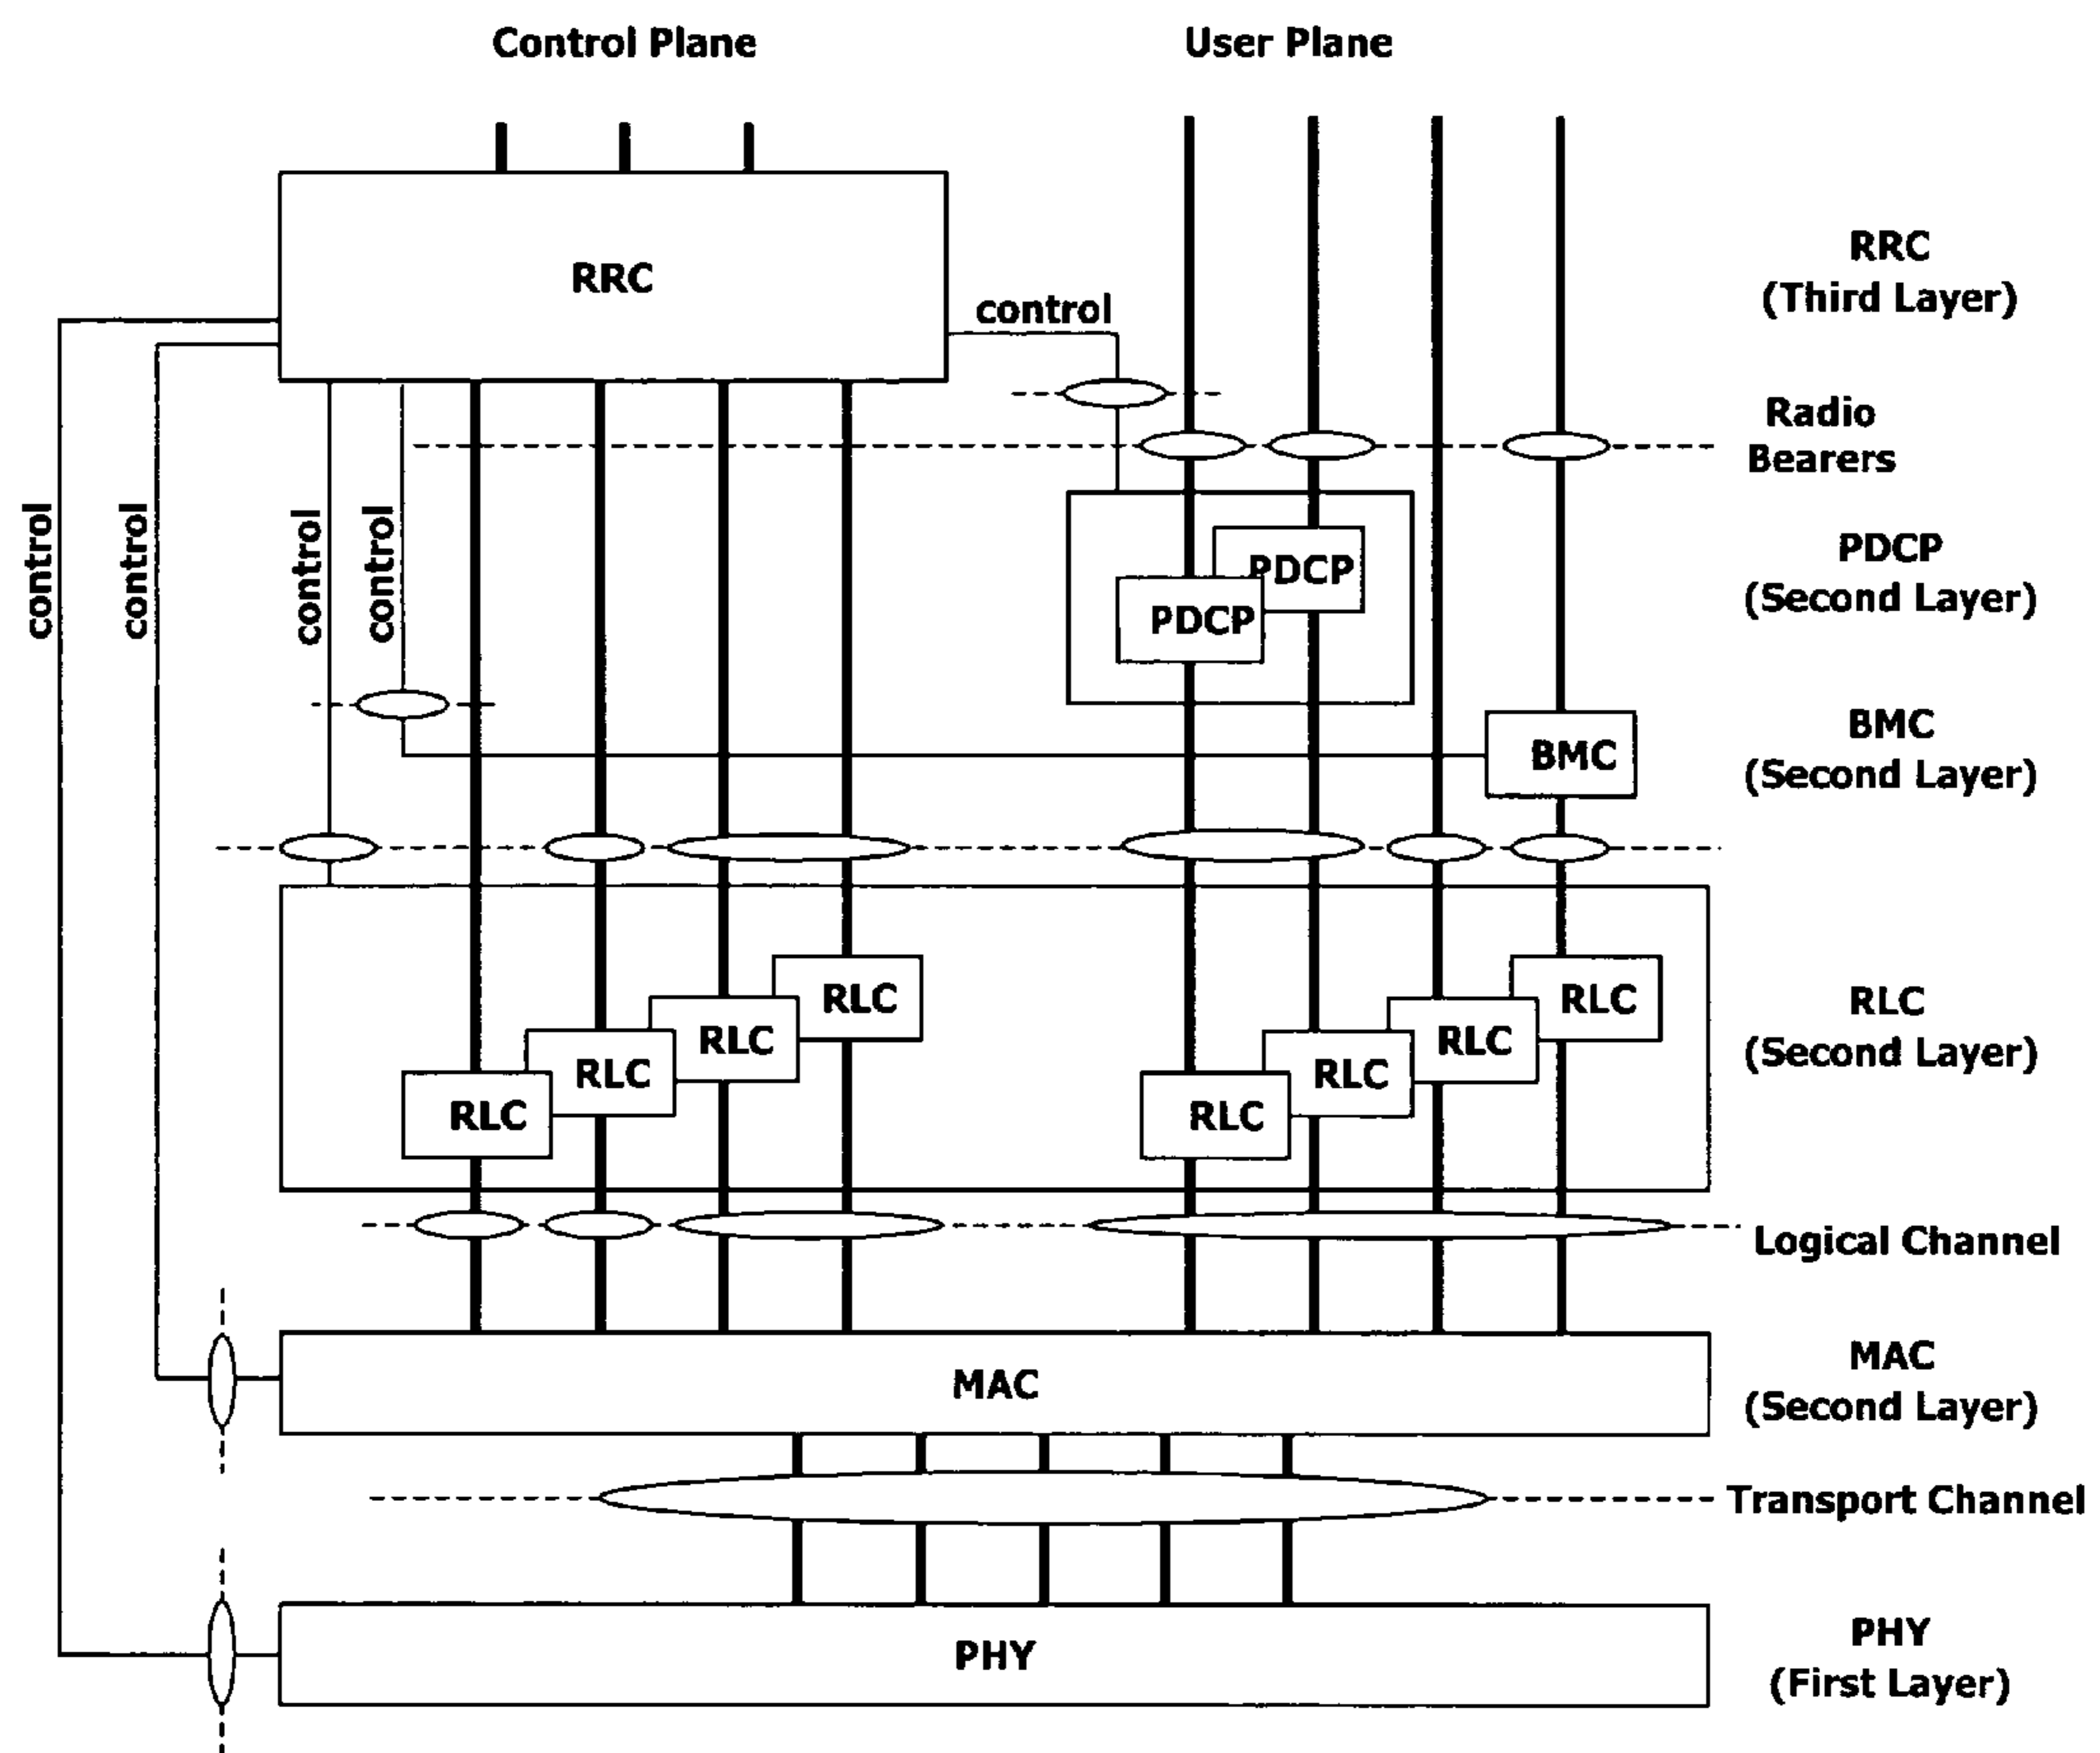 Control Plane
User Plane
RRC
control
RRC
(Third Layer)
Radio
Bearers
control
control
control
control
PDCP
PDCP
PDCP
(Second Layer)
BMC
BMC
(Second Layer)
RLC
RLC
RLC
RLC
RLC
RLC
RLC
RLC
RLC
(Second Layer)
Logical Channel
MAC
MAC
(Second Layer)
Transport Channel
PHY
PHY
(First Layer)